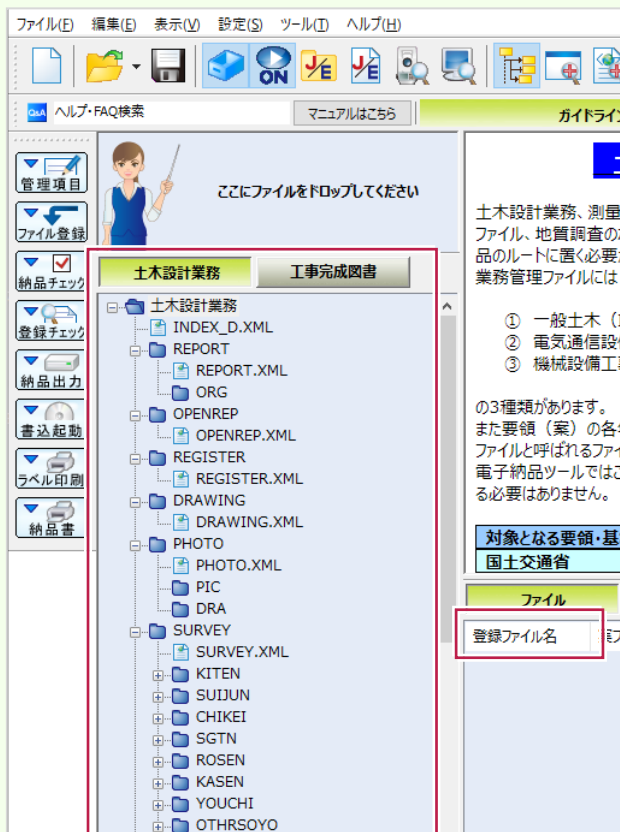 ファイル(F) 編集(E) 表示(V) 設定(S) ツール(T) ヘルプ(H)
ON
J/E
J/E
Q&A ヘルプ・FAQ検索
マニュアルはこちら
ガイドライン
管理項目
ファイル登録
納品チェック
登録チェック
納品出力
書込起動
ラベル印刷
納品書
ここにファイルをドロップしてください
土木設計業務
工事完成図書
土木設計業務
INDEX_D.XML
REPORT
REPORT.XML
ORG
OPENREP
OPENREP.XML
REGISTER
REGISTER.XML
DRAWING
DRAWING.XML
PHOTO
PHOTO.XML
PIC
DRA
SURVEY
SURVEY.XML
KITEN
SUIJUN
CHIKEI
SGTN
ROSEN
KASEN
YOUCHI
OTHRSOYO
土木設計業務、測量
ファイル、地質調査の
品のルートに置く必要
業務管理ファイルには
① 一般土木（
② 電気通信設
③ 機械設備工
の3種類があります。
また要領（案）の各
ファイルと呼ばれるファイ
電子納品ツールではこ
る必要はありません。
対象となる要領・基
国土交通省
ファイル
登録ファイル名